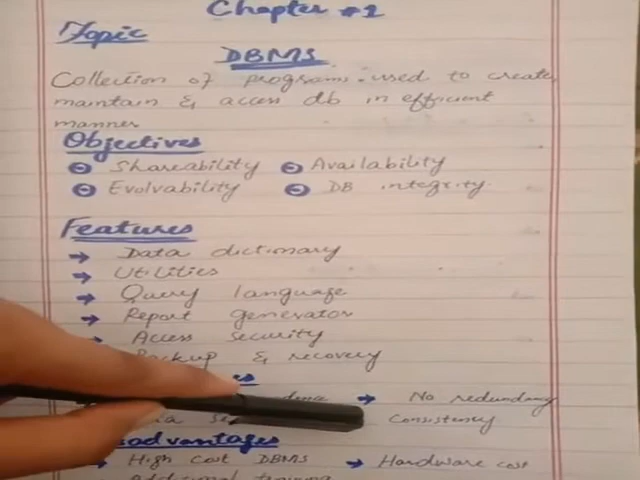 Chapter #1
Topic
DBMS
Collection of programs used to create,
maintain & access db in efficient
manner
Objectives
Shareability Availability
Evolvability DB integrity.
Features
→ Data dictionary
→ Utilities
→ Query language
→ Report generator
Access security
Backup & recovery
→ No redundancy
Consistency
High Cost DBMS → Hardware cost
Additional training